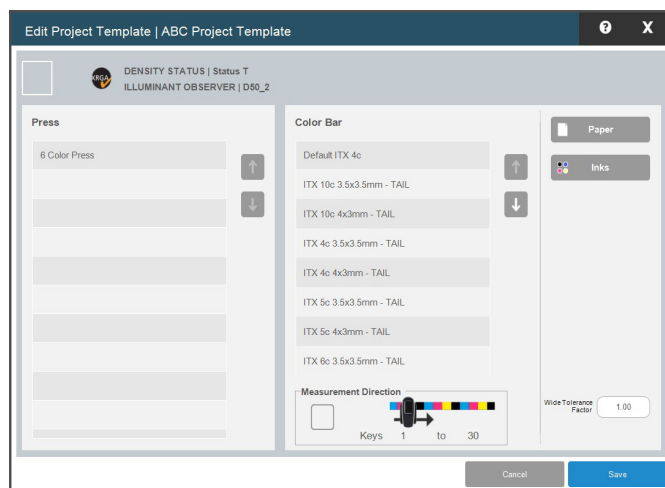 Edit Project Template | ABC Project Template
? X
XRGA
DENSITY STATUS | Status T
ILLUMINANT OBSERVER | D50_2
Press
6 Color Press
Color Bar
Default ITX 4c
ITX 10c 3.5x3.5mm - TAIL
ITX 10c 4x3mm - TAIL
ITX 4c 3.5x3.5mm - TAIL
ITX 4c 4x3mm - TAIL
ITX 5c 3.5x3.5mm - TAIL
ITX 5c 4x3mm - TAIL
ITX 6c 3.5x3.5mm - TAIL
Measurement Direction
Keys 1 to 30
Paper
Inks
Wide Tolerance
Factor
1.00
Cancel
Save